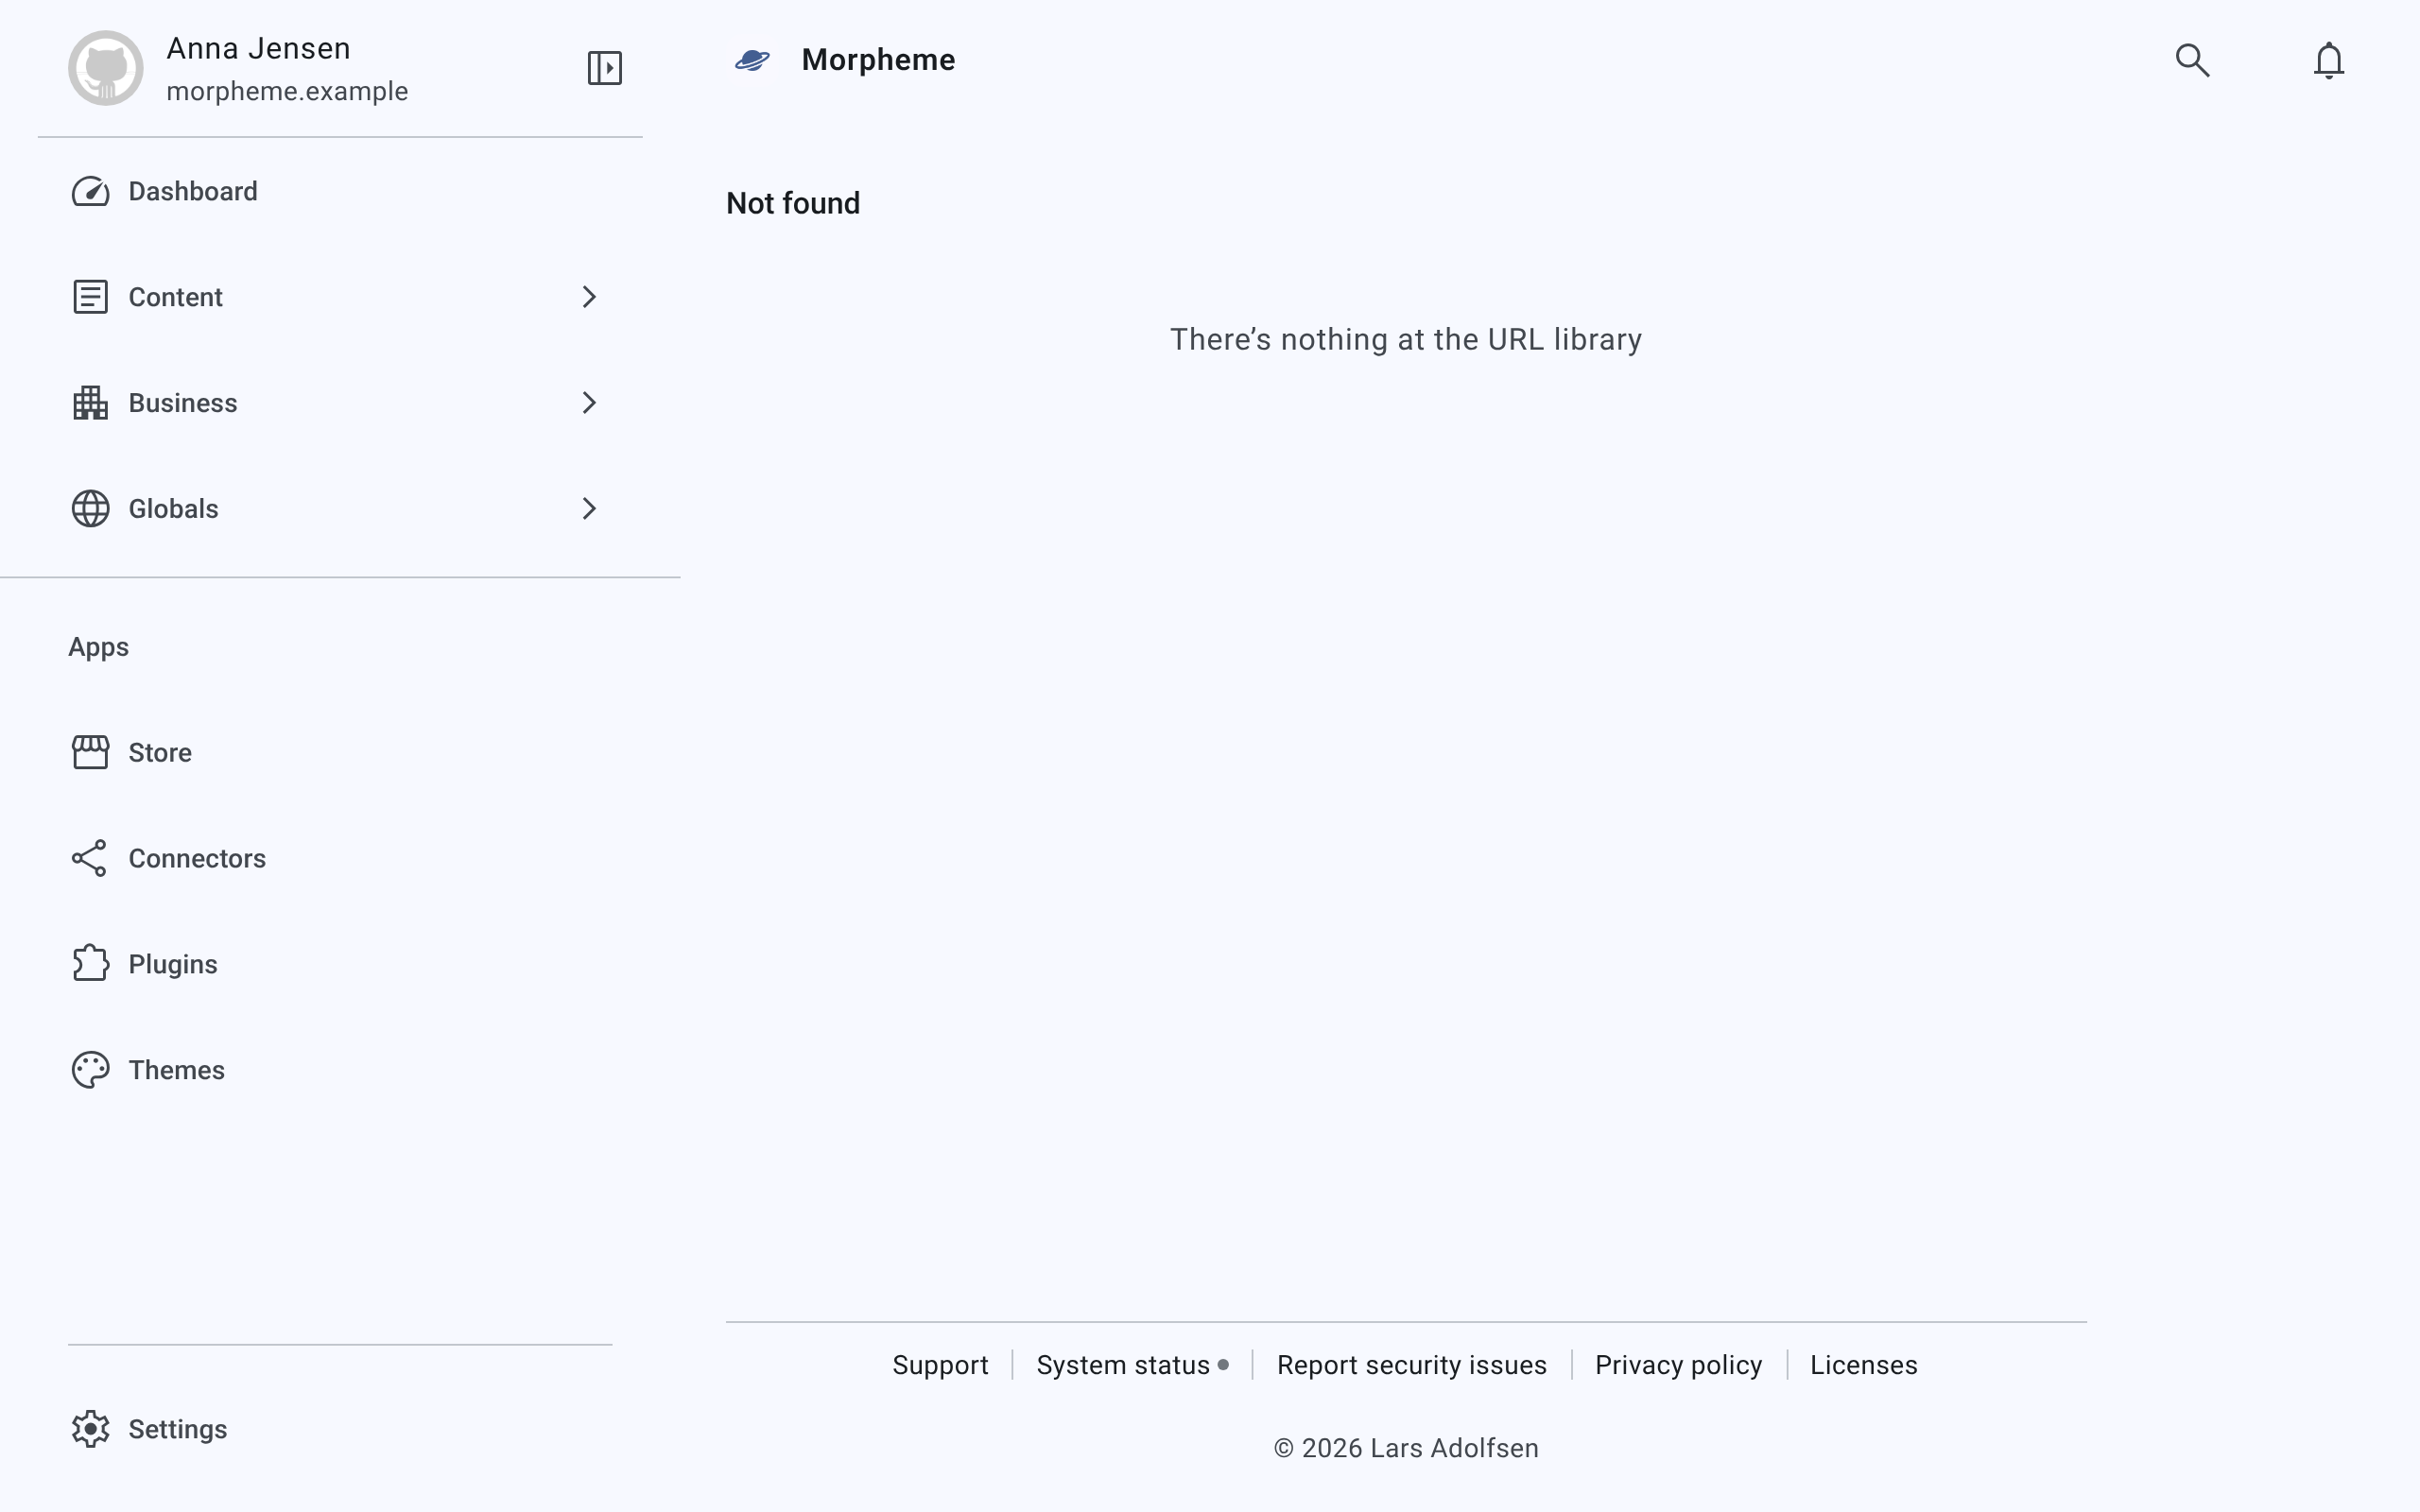 Anna Jensen
morpheme.example
Dashboard
Content
Business
Globals
Apps
Store
Connectors
Plugins
Themes
Settings
Morpheme
Not found
There’s nothing at the URL library
Support
System status
Report security issues
Privacy policy
Licenses
© 2026 Lars Adolfsen